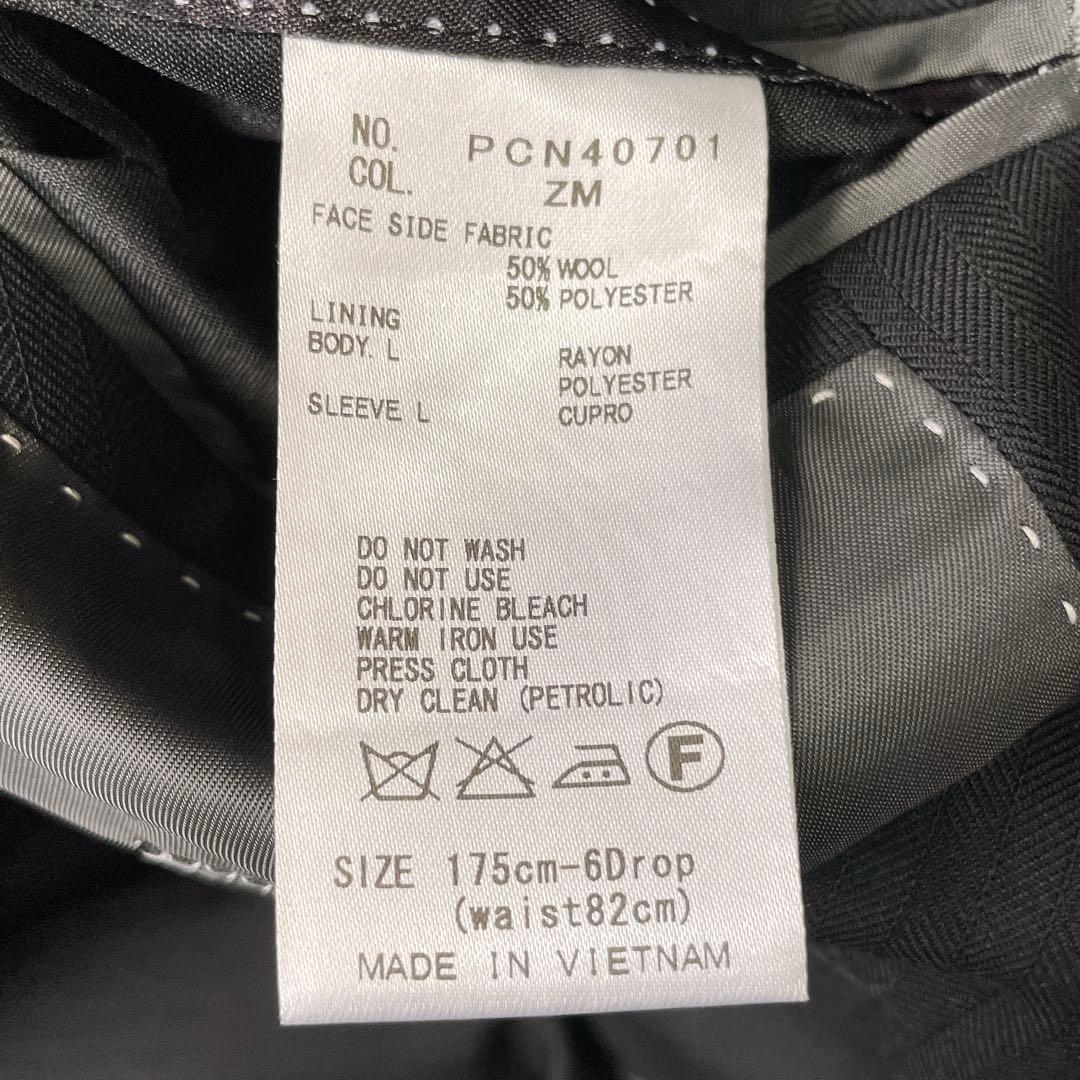 NO. PCN40701
COL. ZM
FACE SIDE FABRIC
50% WOOL
50% POLYESTER
LINING
BODY. L RAYON
POLYESTER
SLEEVE L CUPRO
DO NOT WASH
DO NOT USE
CHLORINE BLEACH
WARM IRON USE
PRESS CLOTH
DRY CLEAN (PETROLIC)
F
SIZE 175cm-6Drop
(waist82cm)
MADE IN VIETNAM